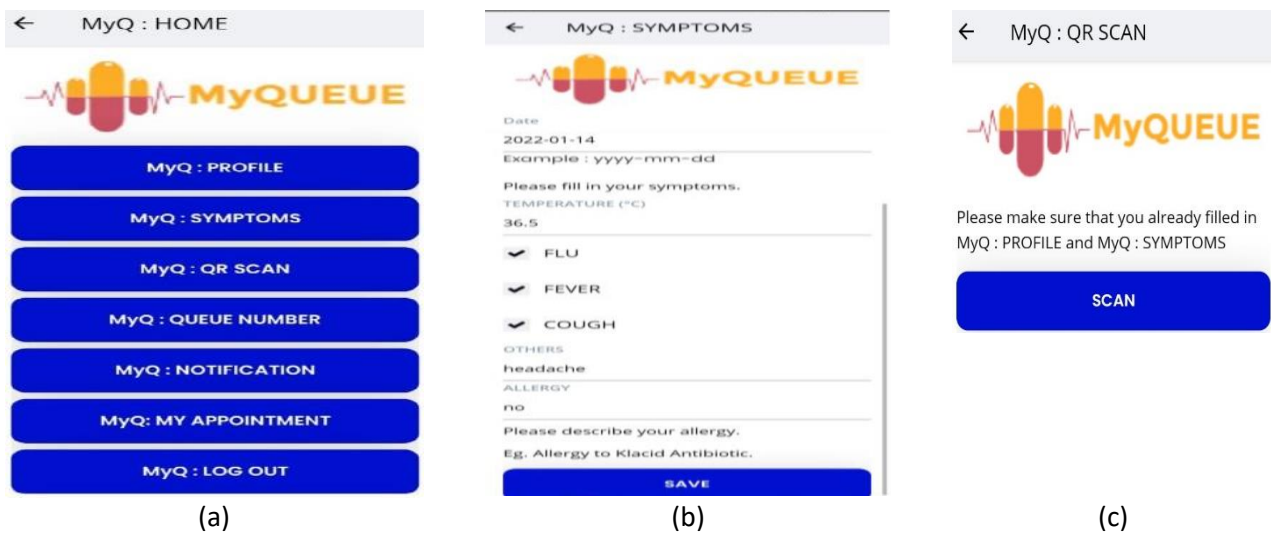 MyQ : HOME
MyQUEUE
MyQ : PROFILE
MyQ : SYMPTOMS
MyQ : QR SCAN
MyQ : QUEUE NUMBER
MyQ : NOTIFICATION
MyQ: MY APPOINTMENT
MyQ : LOG OUT
(a)
MyQ : SYMPTOMS
MyQUEUE
Date
2022-01-14
Example : yyyy-mm-dd
Please fill in your symptoms.
TEMPERATURE (°C)
36.5
FLU
FEVER
COUGH
OTHERS
headache
ALLERGY
no
Please describe your allergy.
Eg. Allergy to Klacid Antibiotic.
SAVE
(b)
MyQ : QR SCAN
MyQUEUE
Please make sure that you already filled in
MyQ : PROFILE and MyQ : SYMPTOMS
SCAN
(c)